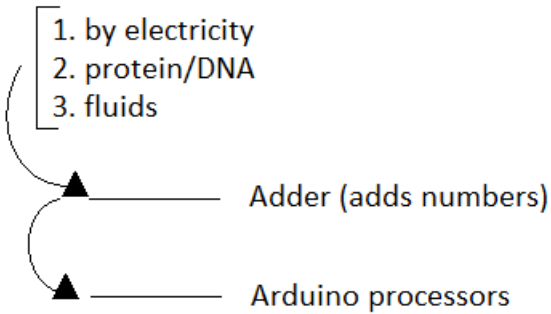 1. by electricity
2. protein/DNA
3. fluids
Adder (adds numbers)
Arduino processors